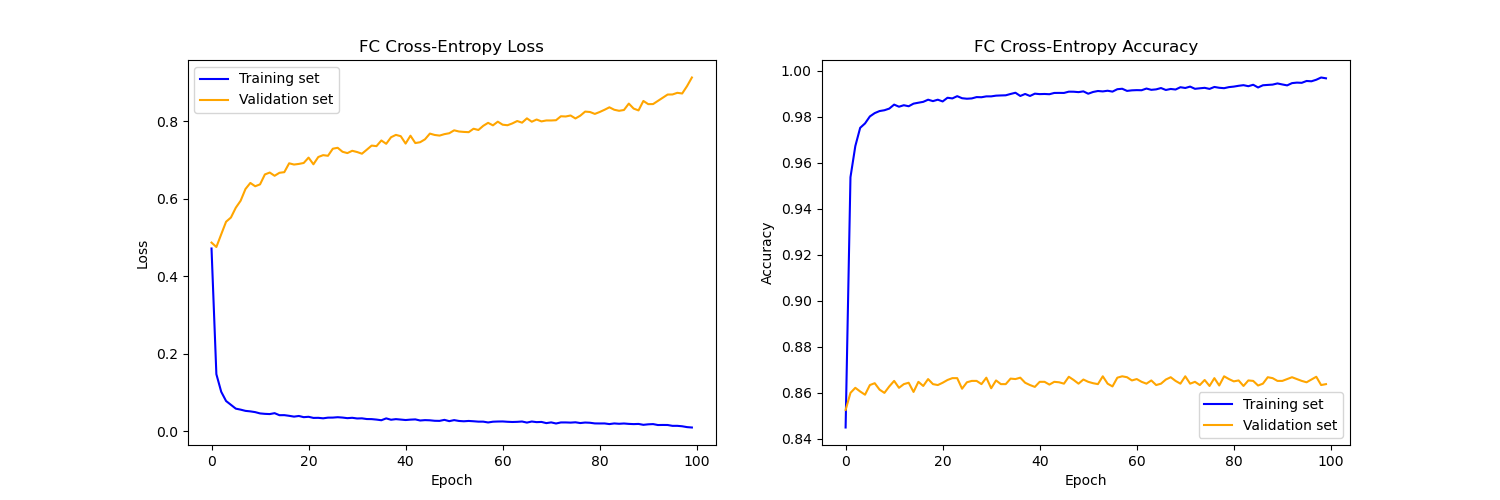 FC Cross-Entropy Loss
Training set
Validation set
Loss
0.8
0.6
0.4
0.2
0.0
0 20 40 60 80 100
Epoch
FC Cross-Entropy Accuracy
Accuracy
1.00
0.98
0.96
0.94
0.92
0.90
0.88
0.86
0.84
Training set
Validation set
0 20 40 60 80 100
Epoch